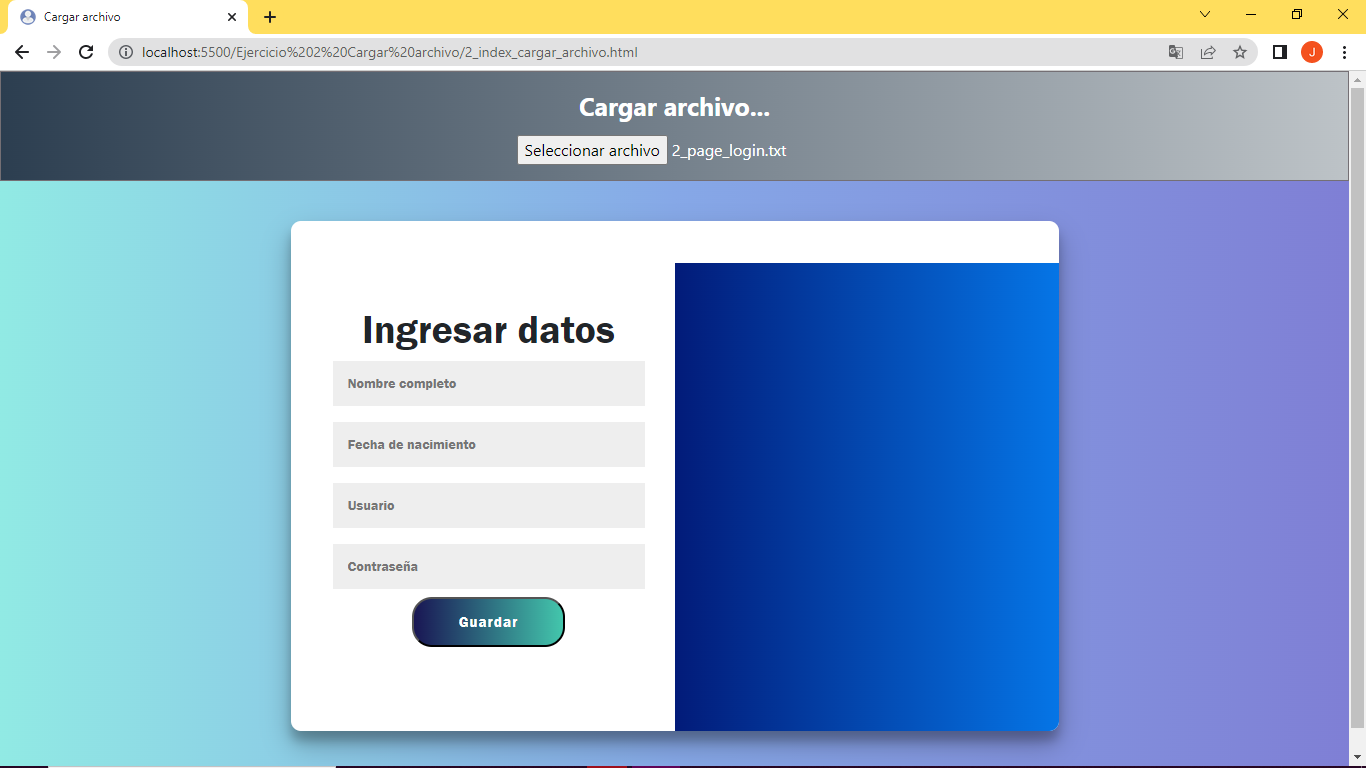 Cargar archivo
localhost:5500/Ejercicio%202%20Cargar%20archivo/2_index_cargar_archivo.html
J
Cargar archivo...
Seleccionar archivo 2_page_login.txt
Ingresar datos
Nombre completo
Fecha de nacimiento
Usuario
Contraseña
Guardar